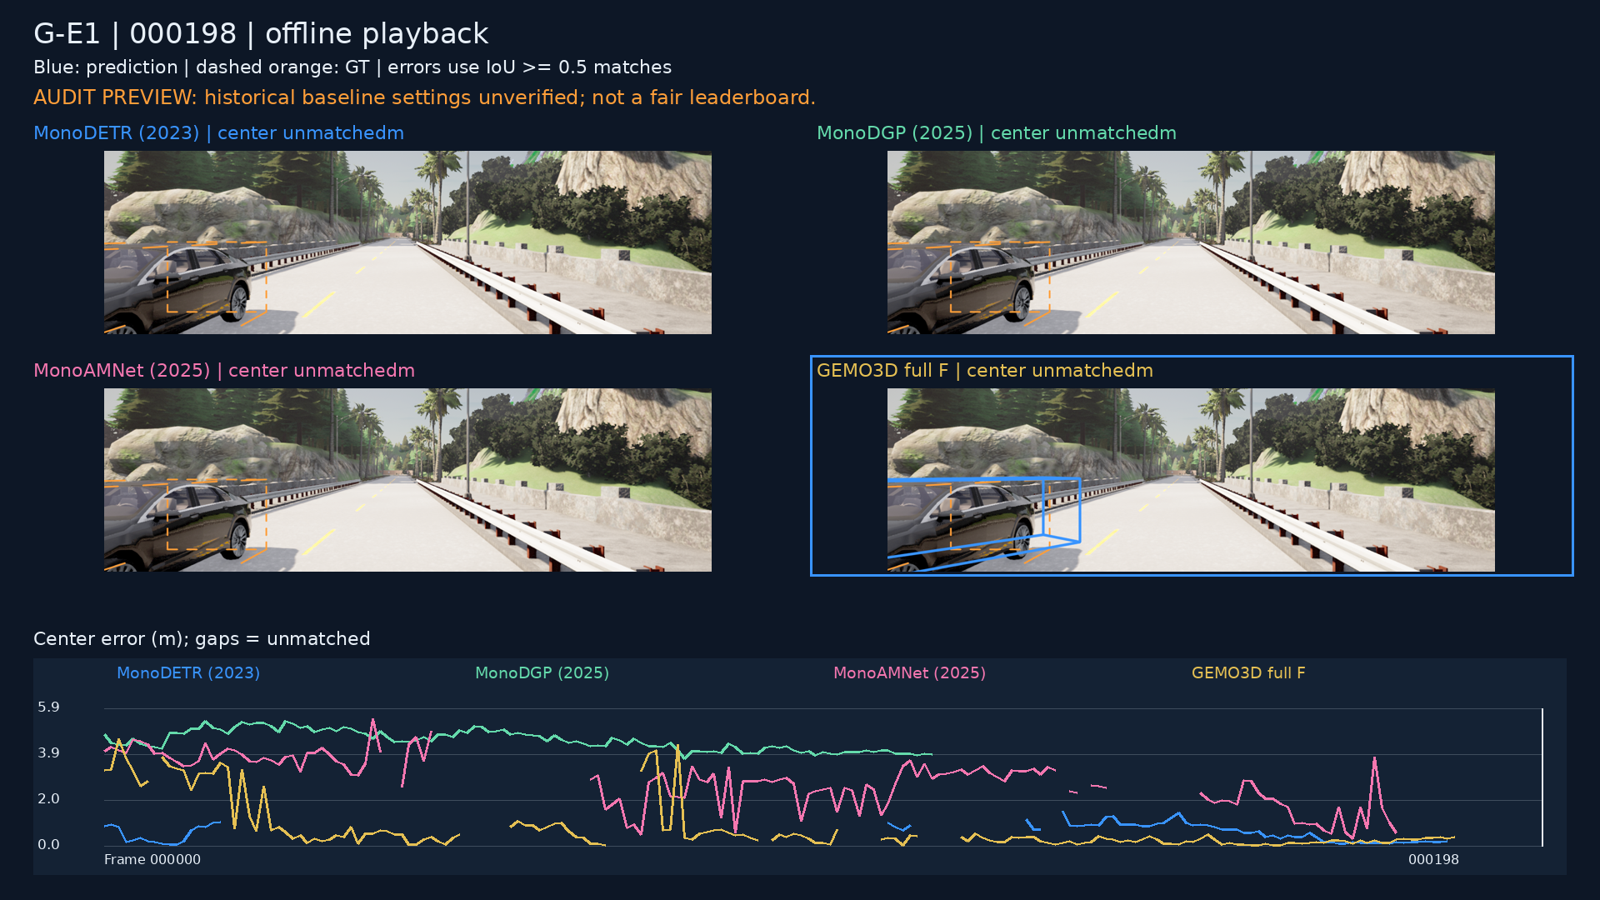 G-E1 | 000198 | offline playback
Blue: prediction | dashed orange: GT | errors use IoU >= 0.5 matches
AUDIT PREVIEW: historical baseline settings unverified; not a fair leaderboard.
MonoDETR (2023) | center unmatchedm
MonoDGP (2025) | center unmatchedm
MonoAMNet (2025) | center unmatchedm
GEMO3D full F | center unmatchedm
Center error (m); gaps = unmatched
MonoDETR (2023)
MonoDGP (2025)
MonoAMNet (2025)
GEMO3D full F
5.9
3.9
2.0
0.0
Frame 000000
000198